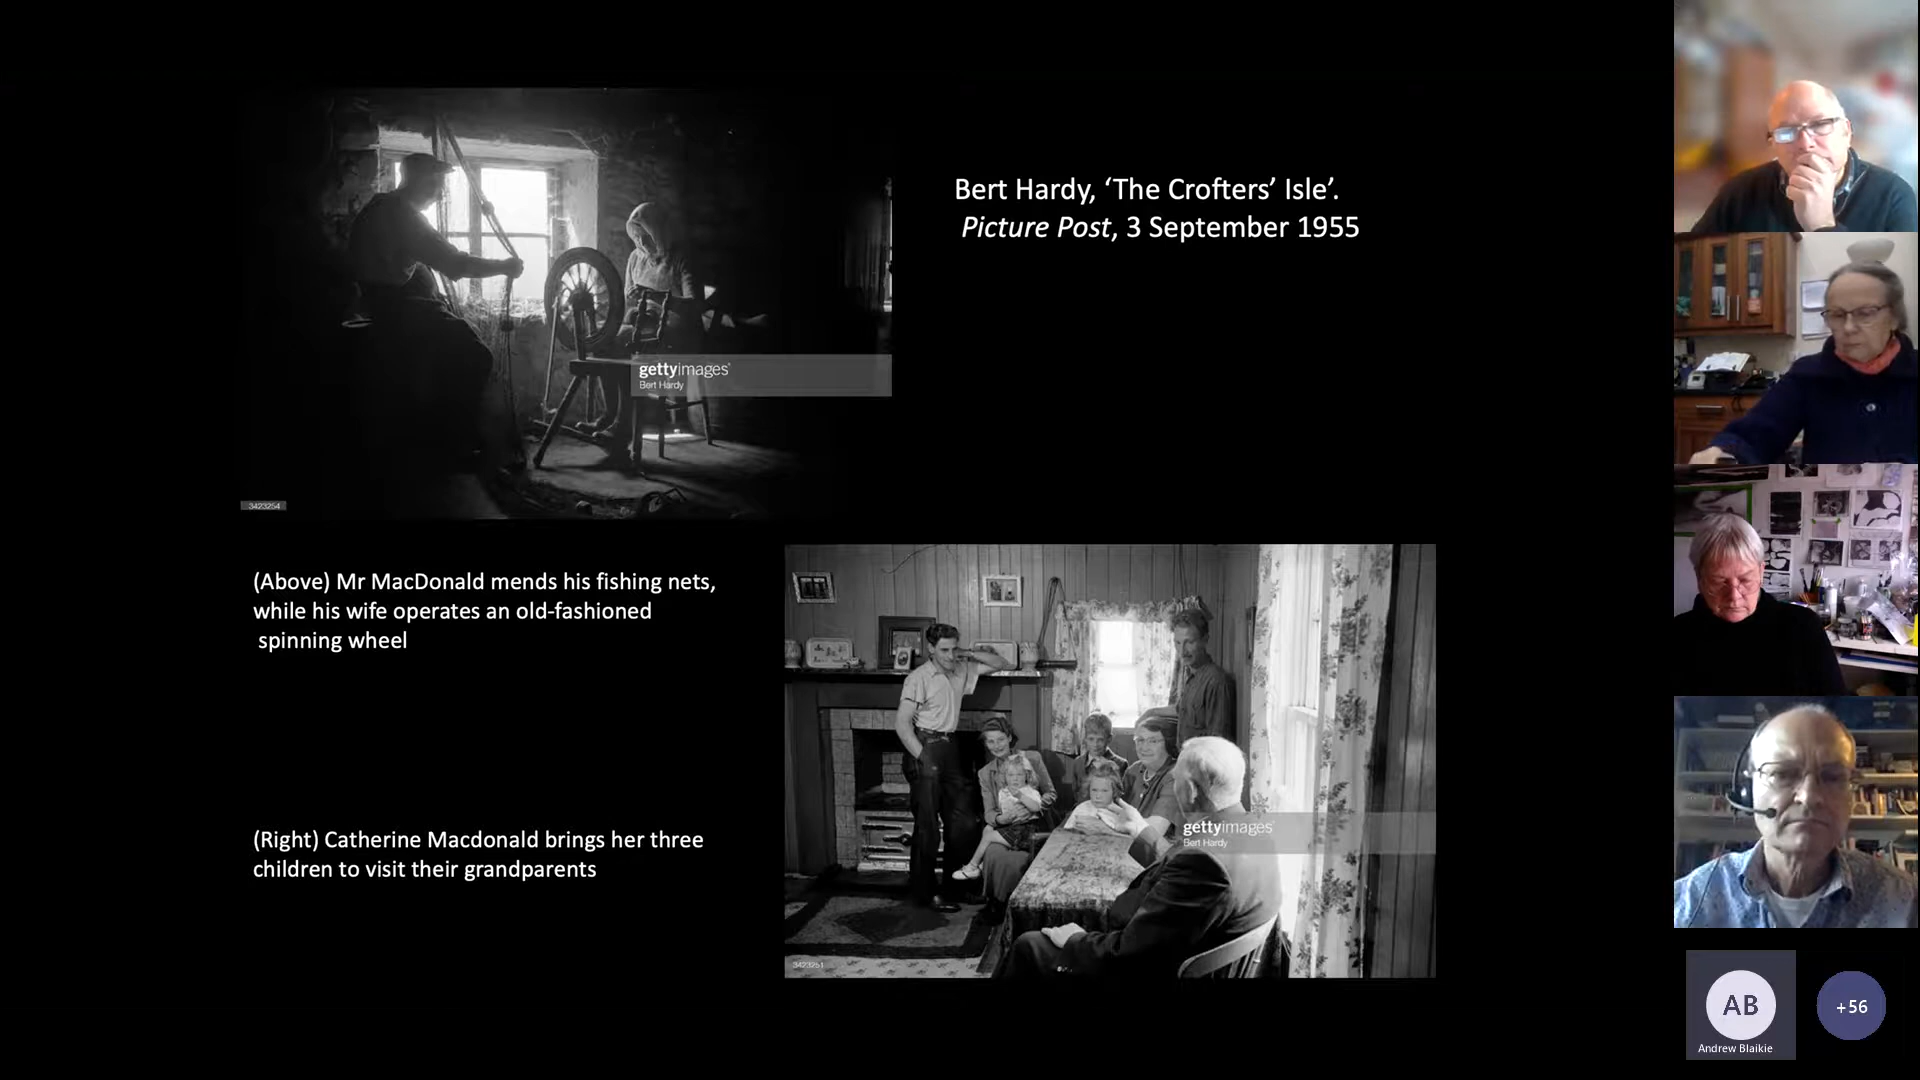 Bert Hardy, ‘The Crofters’ Isle’.
Picture Post, 3 September 1955
gettyimages®
Bert Hardy
3423254
(Above) Mr MacDonald mends his fishing nets,
while his wife operates an old-fashioned
spinning wheel
(Right) Catherine Macdonald brings her three
children to visit their grandparents
gettyimages®
Bert Hardy
3423251
AB
Andrew Blaikie
+56